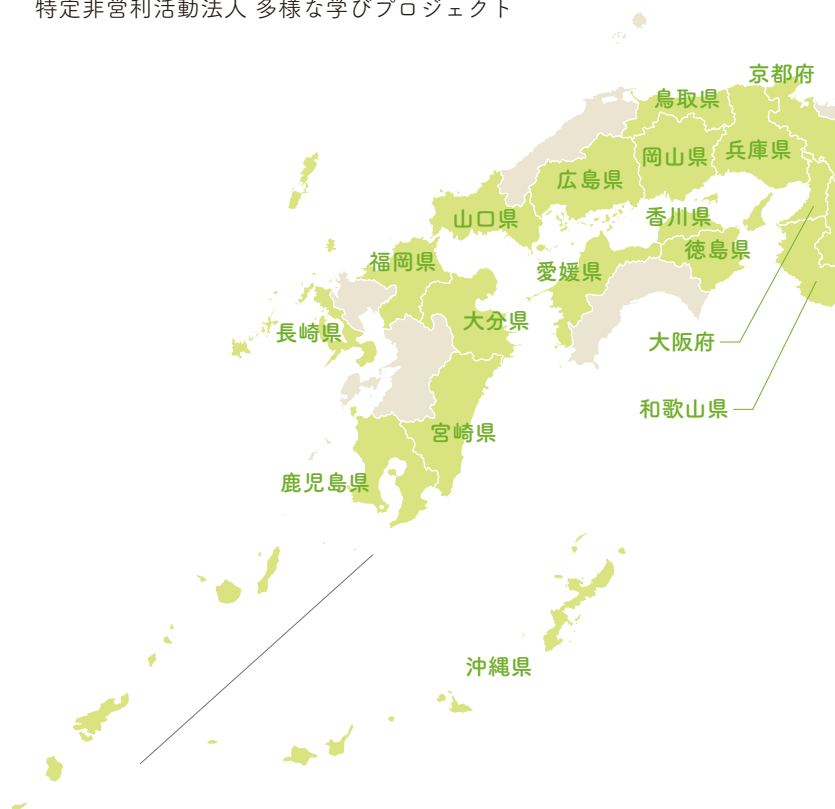 特定非営利活動法人 多様な学びプロジェクト
京都府
鳥取県
兵庫県
岡山県
広島県
山口県
香川県
徳島県
福岡県
愛媛県
大分県
長崎県
大阪府
和歌山県
宮崎県
鹿児島県
沖縄県